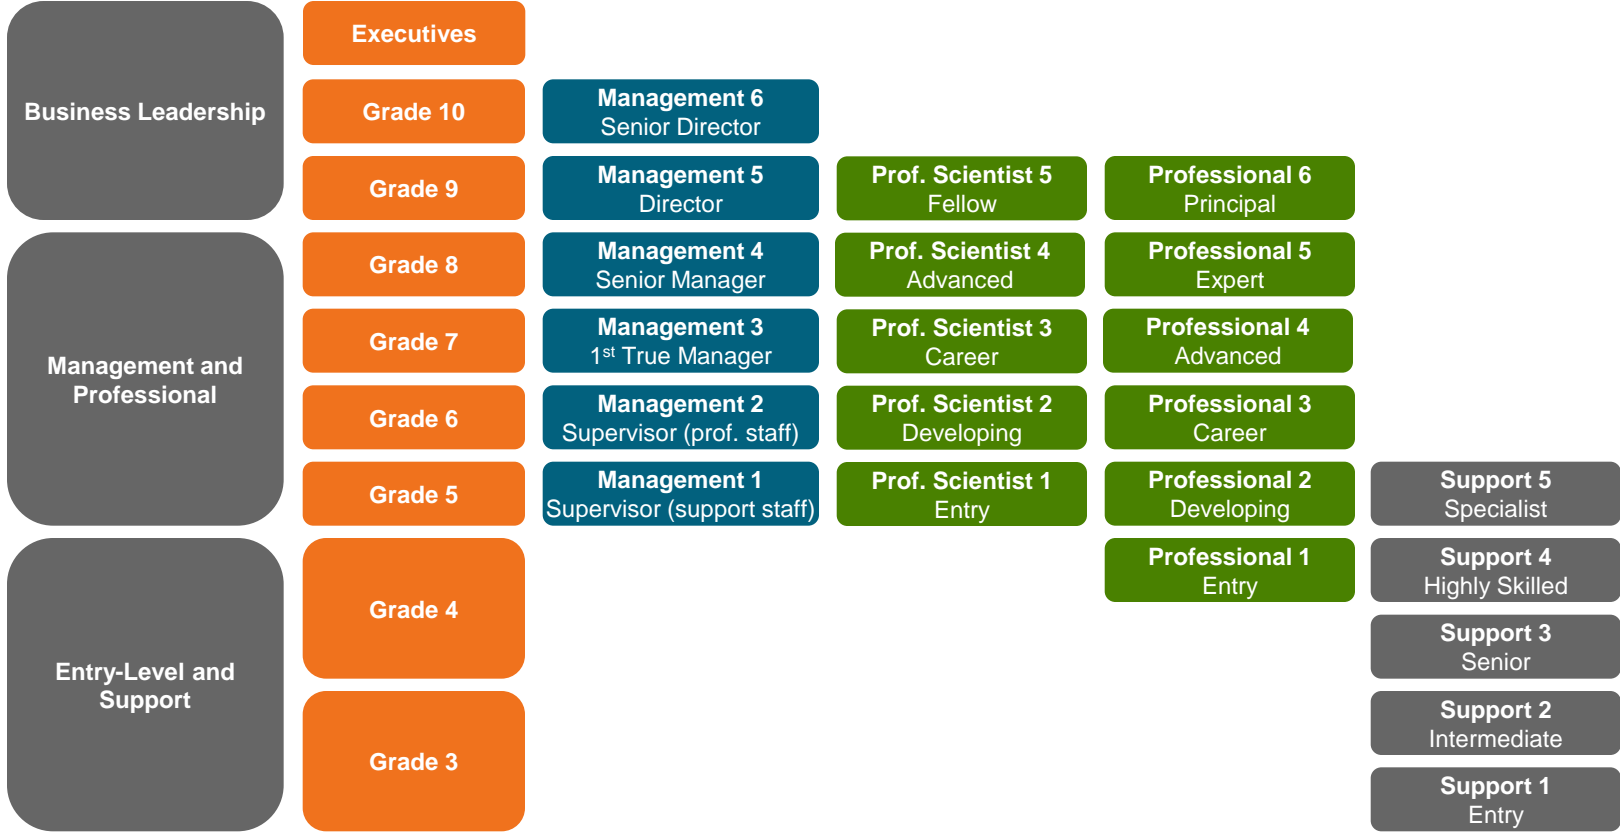 Executives
Business Leadership
Grade 10
Management 6
Senior Director
Grade 9
Management 5
Director
Prof. Scientist 5
Fellow
Professional 6
Principal
Management and
Professional
Grade 8
Management 4
Senior Manager
Prof. Scientist 4
Advanced
Professional 5
Expert
Grade 7
Management 3
1st True Manager
Prof. Scientist 3
Career
Professional 4
Advanced
Grade 6
Management 2
Supervisor (prof. staff)
Prof. Scientist 2
Developing
Professional 3
Career
Grade 5
Management 1
Supervisor (support staff)
Prof. Scientist 1
Entry
Professional 2
Developing
Support 5
Specialist
Entry-Level and
Support
Grade 4
Professional 1
Entry
Support 4
Highly Skilled
Support 3
Senior
Grade 3
Support 2
Intermediate
Support 1
Entry